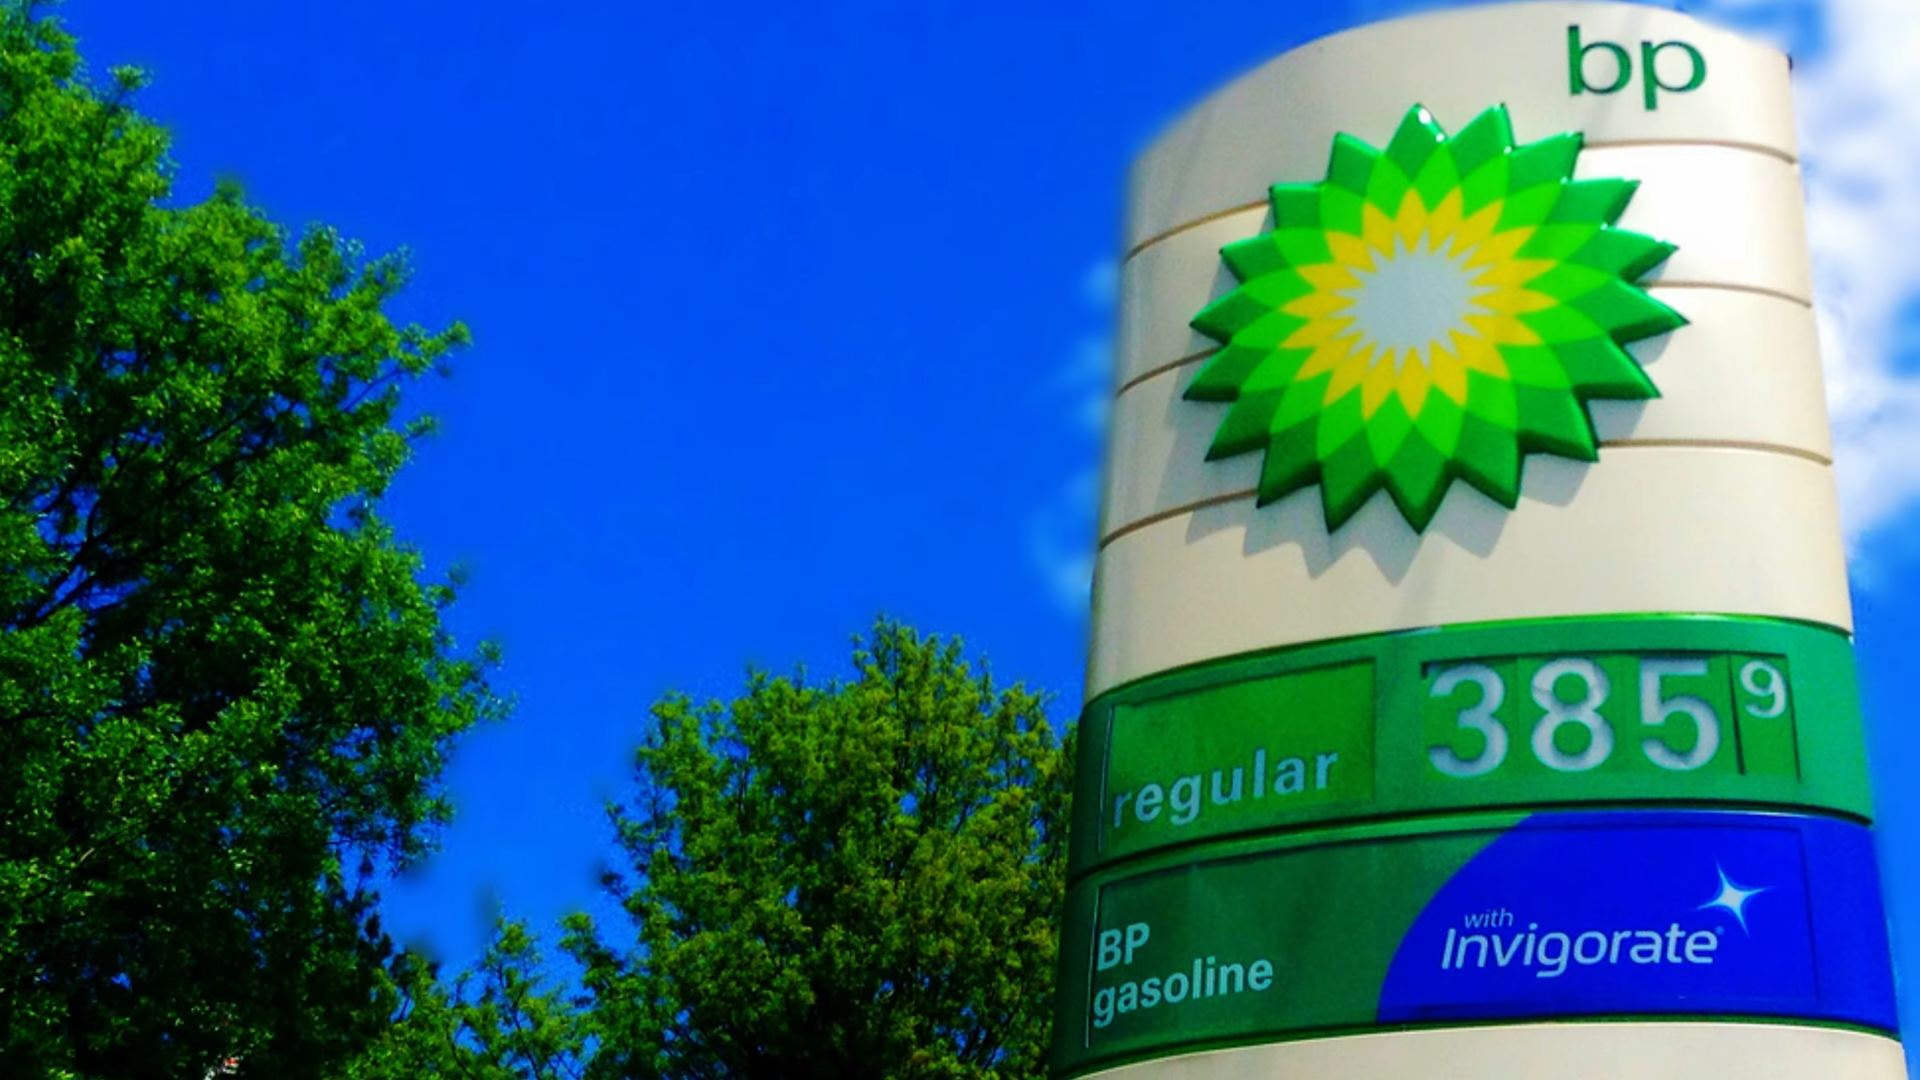 bp
regular 385 9
BP
gasoline
with
Invigorate®